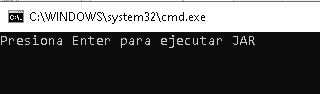 C:\WINDOWS\system32\cmd.exe
Presiona Enter para ejecutar JAR